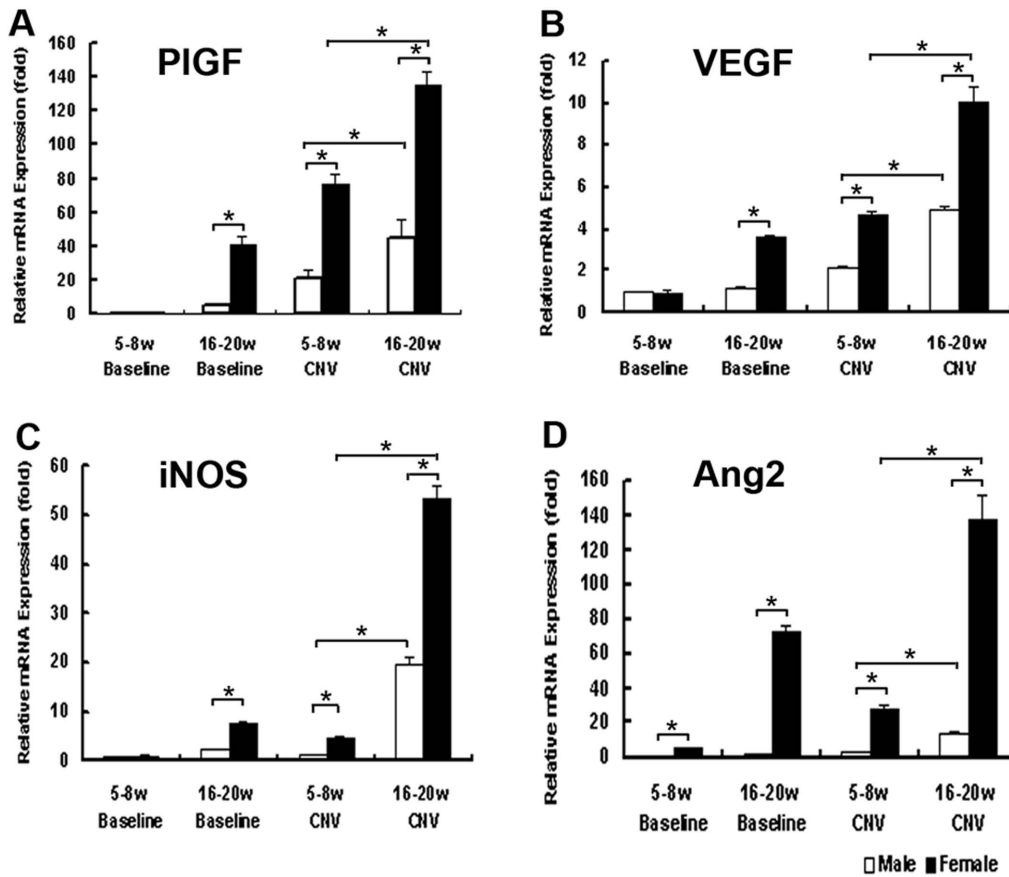 A
PlGF
Relative mRNA Expression (fold)
160
140
120
100
80
60
40
20
0
*
*
*
*
*
5-8w
Baseline
16-20w
Baseline
5-8w
CNV
16-20w
CNV
B
VEGF
Relative mRNA Expression (fold)
12
10
8
6
4
2
0
*
*
*
*
*
5-8w
Baseline
16-20w
Baseline
5-8w
CNV
16-20w
CNV
C
iNOS
Relative mRNA Expression (fold)
60
50
40
30
20
10
0
*
*
*
*
*
5-8w
Baseline
16-20w
Baseline
5-8w
CNV
16-20w
CNV
D
Ang2
Relative mRNA Expression (fold)
160
140
120
100
80
60
40
20
0
*
*
*
*
*
*
5-8w
Baseline
16-20w
Baseline
5-8w
CNV
16-20w
CNV
Male Female